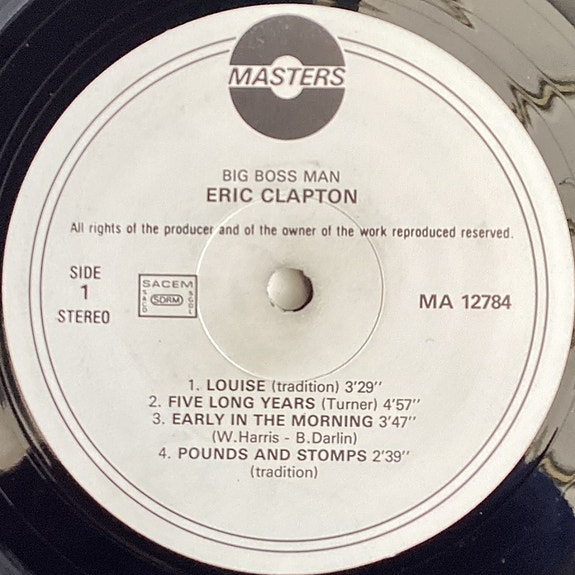 MASTERS
BIG BOSS MAN
ERIC CLAPTON
All rights of the producer and of the owner of the work reproduced reserved.
SIDE
1
STEREO
SACEM
SACD
SDRM
SGDL
MA 12784
1. LOUISE (tradition) 3'29''
2. FIVE LONG YEARS (Turner) 4'57''
3. EARLY IN THE MORNING 3'47''
(W.Harris - B.Darlin)
4. POUNDS AND STOMPS 2'39''
(tradition)